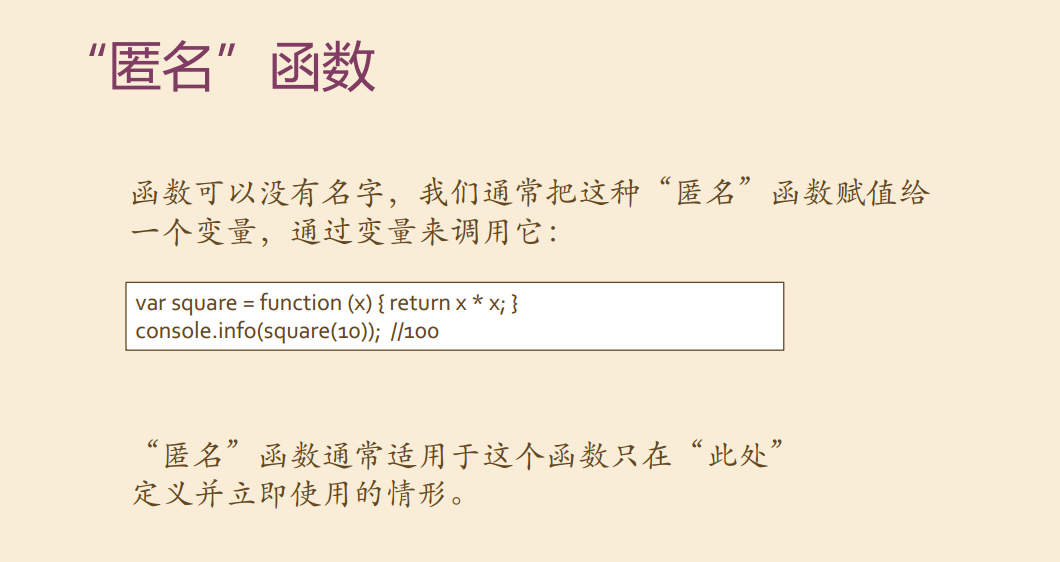 “匿名”函数
函数可以没有名字，我们通常把这种“匿名”函数赋值给
一个变量，通过变量来调用它：
var square = function (x) { return x * x; }
console.info(square(10)); //100
“匿名”函数通常适用于这个函数只在“此处”
定义并立即使用的情形。